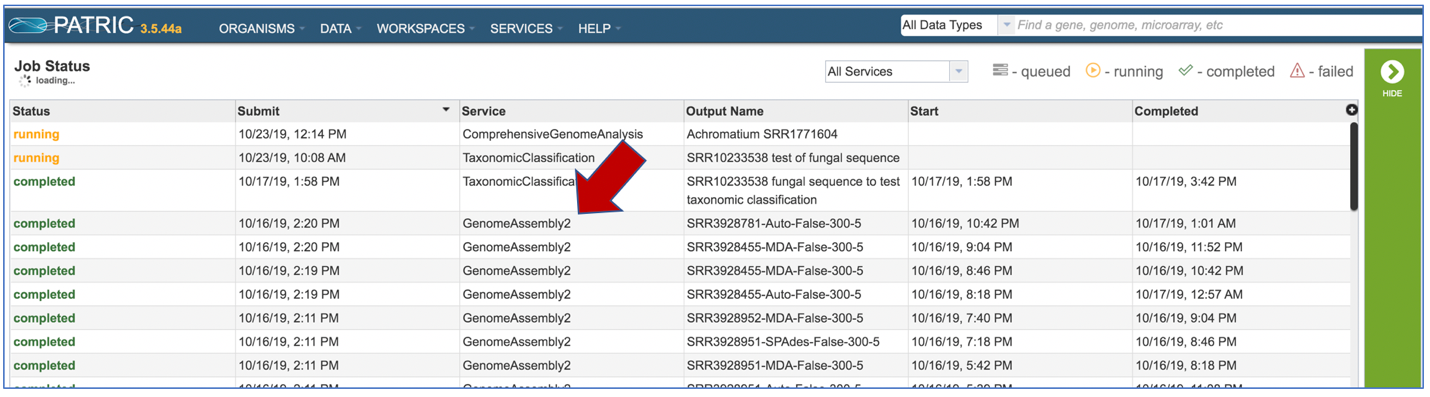 PATRIC 3.5.44a ORGANISMS DATA WORKSPACES SERVICES HELP All Data Types Find a gene, genome, microarray, etc
Job Status
loading...
All Services - queued - running - completed - failed
HIDE
Status Submit Service Output Name Start Completed
running 10/23/19, 12:14 PM ComprehensiveGenomeAnalysis Achromatium SRR1771604
running 10/23/19, 10:08 AM TaxonomicClassification SRR10233538 test of fungal sequence
completed 10/17/19, 1:58 PM TaxonomicClassifica SRR10233538 fungal sequence to test 10/17/19, 1:58 PM 10/17/19, 3:42 PM
taxonomic classification
completed 10/16/19, 2:20 PM GenomeAssembly2 SRR3928781-Auto-False-300-5 10/16/19, 10:42 PM 10/17/19, 1:01 AM
completed 10/16/19, 2:20 PM GenomeAssembly2 SRR3928455-MDA-False-300-5 10/16/19, 9:04 PM 10/16/19, 11:52 PM
completed 10/16/19, 2:19 PM GenomeAssembly2 SRR3928455-MDA-False-300-5 10/16/19, 8:46 PM 10/16/19, 10:42 PM
completed 10/16/19, 2:19 PM GenomeAssembly2 SRR3928455-Auto-False-300-5 10/16/19, 8:18 PM 10/17/19, 12:57 AM
completed 10/16/19, 2:11 PM GenomeAssembly2 SRR3928952-MDA-False-300-5 10/16/19, 7:40 PM 10/16/19, 9:04 PM
completed 10/16/19, 2:11 PM GenomeAssembly2 SRR3928951-SPAdes-False-300-5 10/16/19, 7:18 PM 10/16/19, 8:46 PM
completed 10/16/19, 2:11 PM GenomeAssembly2 SRR3928951-MDA-False-300-5 10/16/19, 5:42 PM 10/16/19, 8:18 PM